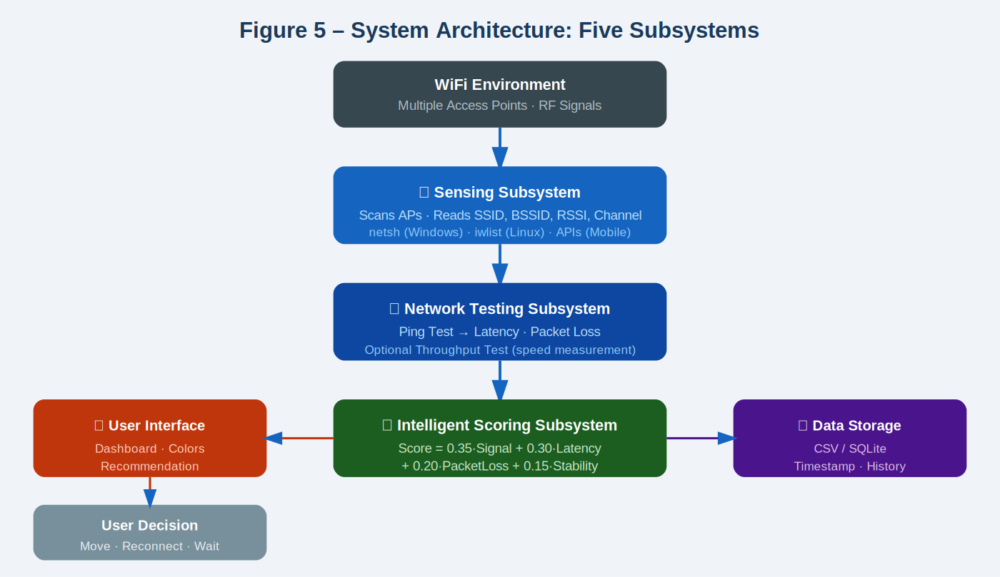 Figure 5 – System Architecture: Five Subsystems
WiFi Environment
Multiple Access Points · RF Signals
Sensing Subsystem
Scans APs · Reads SSID, BSSID, RSSI, Channel
netsh (Windows) · iwlist (Linux) · APIs (Mobile)
Network Testing Subsystem
Ping Test → Latency · Packet Loss
Optional Throughput Test (speed measurement)
User Interface
Dashboard · Colors
Recommendation
Intelligent Scoring Subsystem
Score = 0.35·Signal + 0.30·Latency
+ 0.20·PacketLoss + 0.15·Stability
Data Storage
CSV / SQLite
Timestamp · History
User Decision
Move · Reconnect · Wait